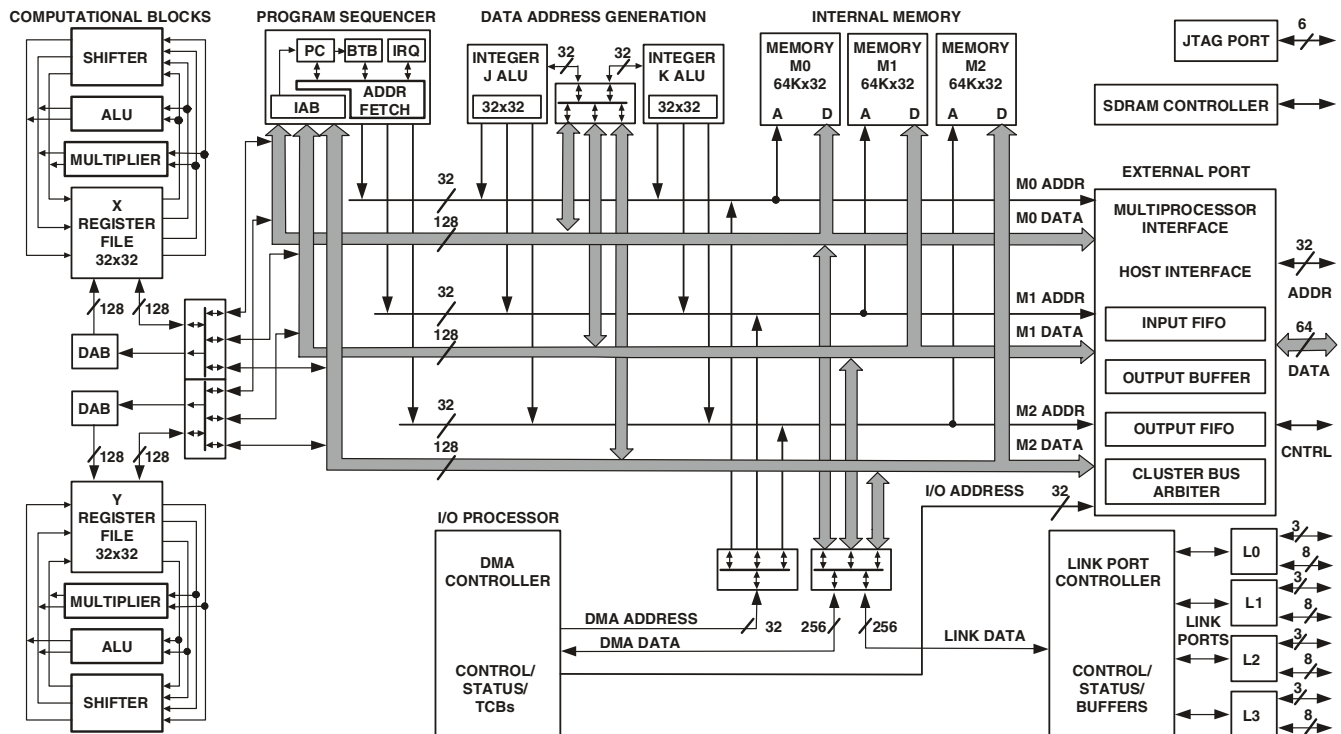 COMPUTATIONAL BLOCKS
SHIFTER
ALU
MULTIPLIER
X
REGISTER
FILE
32x32
128
128
DAB
DAB
128
128
Y
REGISTER
FILE
32x32
MULTIPLIER
ALU
SHIFTER
PROGRAM SEQUENCER
PC
BTB
IRQ
ADDR
FETCH
IAB
DATA ADDRESS GENERATION
INTEGER
J ALU
32x32
32
32
INTEGER
K ALU
32x32
INTERNAL MEMORY
MEMORY
M0
64Kx32
A
D
MEMORY
M1
64Kx32
A
D
MEMORY
M2
64Kx32
A
D
32
128
32
128
32
128
M0 ADDR
M0 DATA
M1 ADDR
M1 DATA
M2 ADDR
M2 DATA
I/O ADDRESS
32
JTAG PORT
6
SDRAM CONTROLLER
EXTERNAL PORT
MULTIPROCESSOR
INTERFACE
HOST INTERFACE
INPUT FIFO
OUTPUT BUFFER
OUTPUT FIFO
CLUSTER BUS
ARBITER
32
ADDR
64
DATA
CNTRL
I/O PROCESSOR
DMA
CONTROLLER
CONTROL/
STATUS/
TCBs
DMA ADDRESS
32
DMA DATA
256
256
LINK DATA
LINK PORT
CONTROLLER
CONTROL/
STATUS/
BUFFERS
LINK
PORTS
L0
3
8
L1
3
8
L2
3
8
L3
3
8